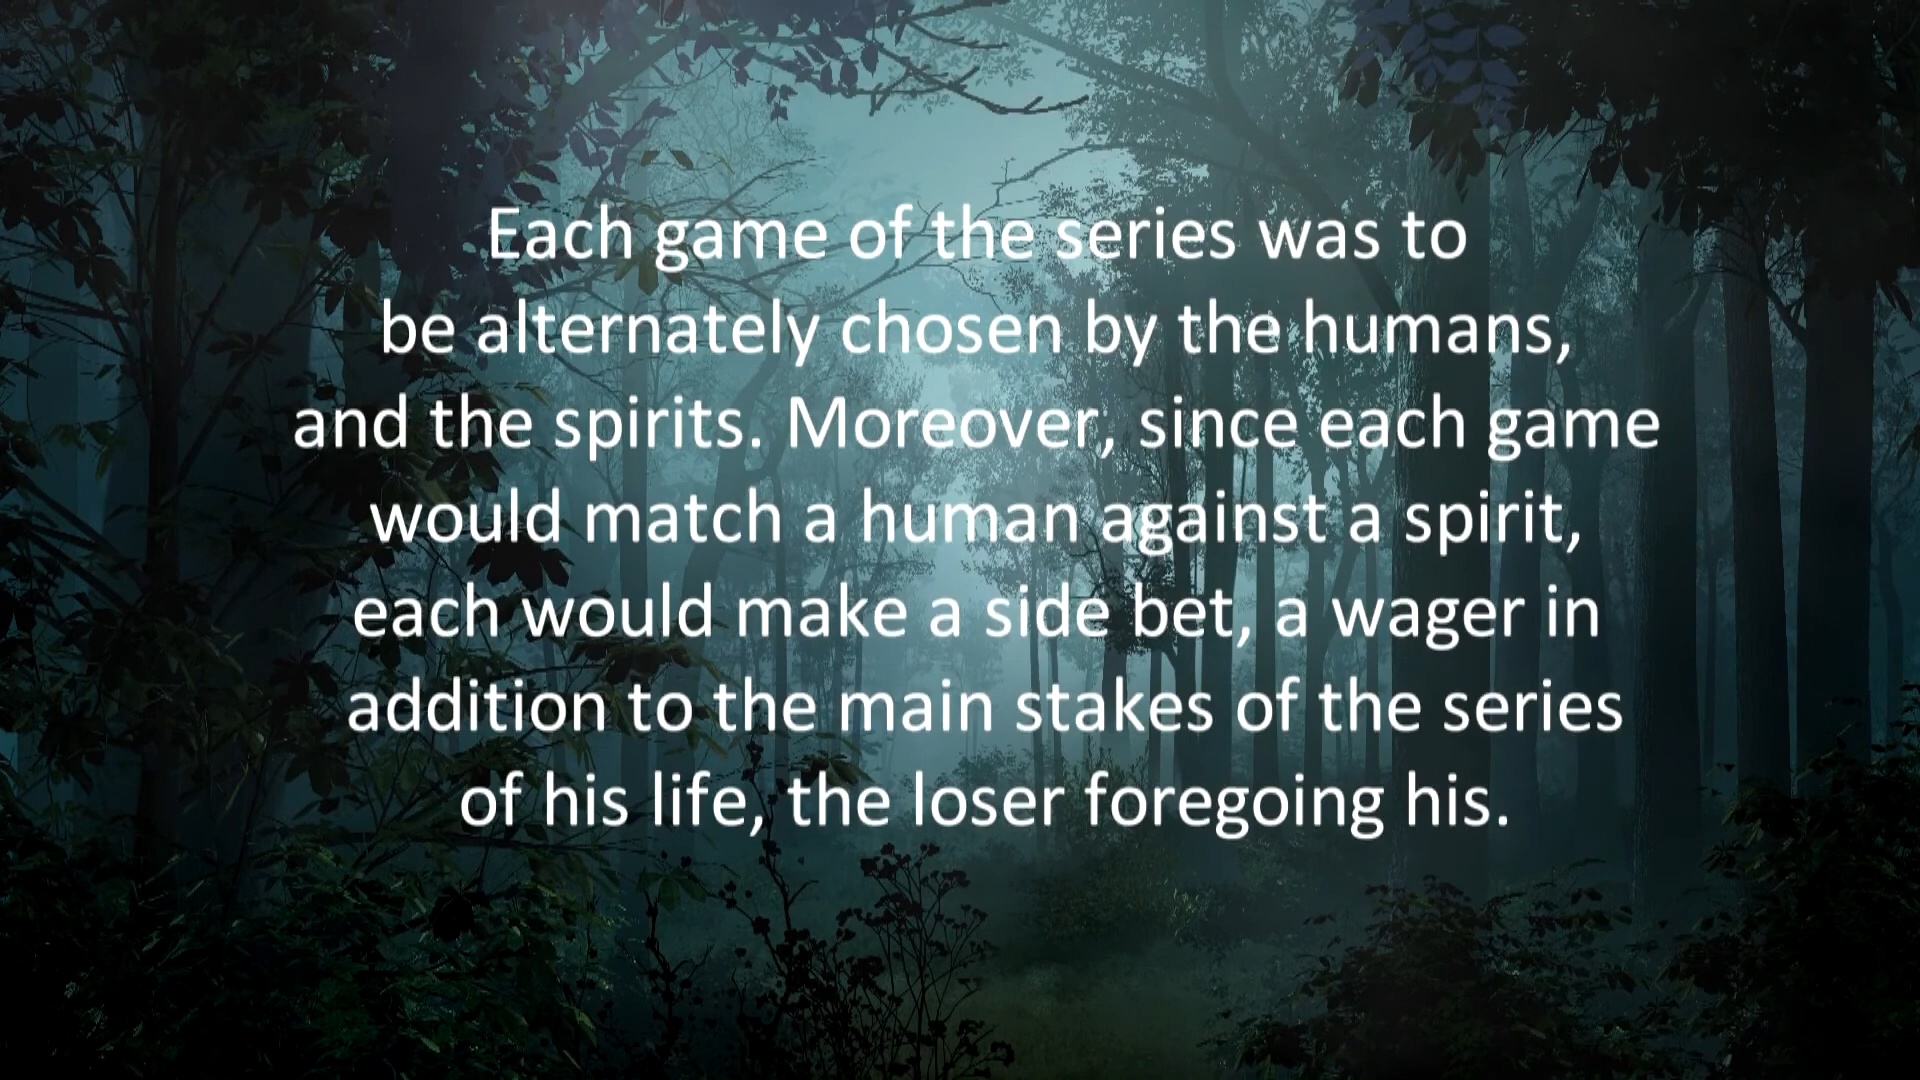 Each game of the series was to
be alternately chosen by the humans,
and the spirits. Moreover, since each game
would match a human against a spirit,
each would make a side bet, a wager in
addition to the main stakes of the series
of his life, the loser foregoing his.